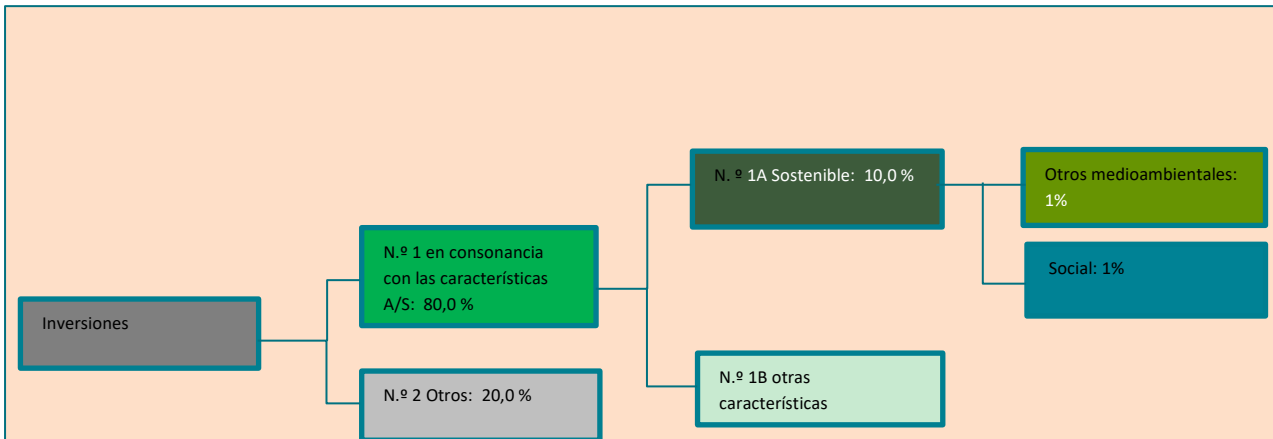 Inversiones
N.º 1 en consonancia
con las características
A/S: 80,0 %
N.º 2 Otros: 20,0 %
N. º 1A Sostenible: 10,0 %
N.º 1B otras
características
Otros medioambientales:
1%
Social: 1%